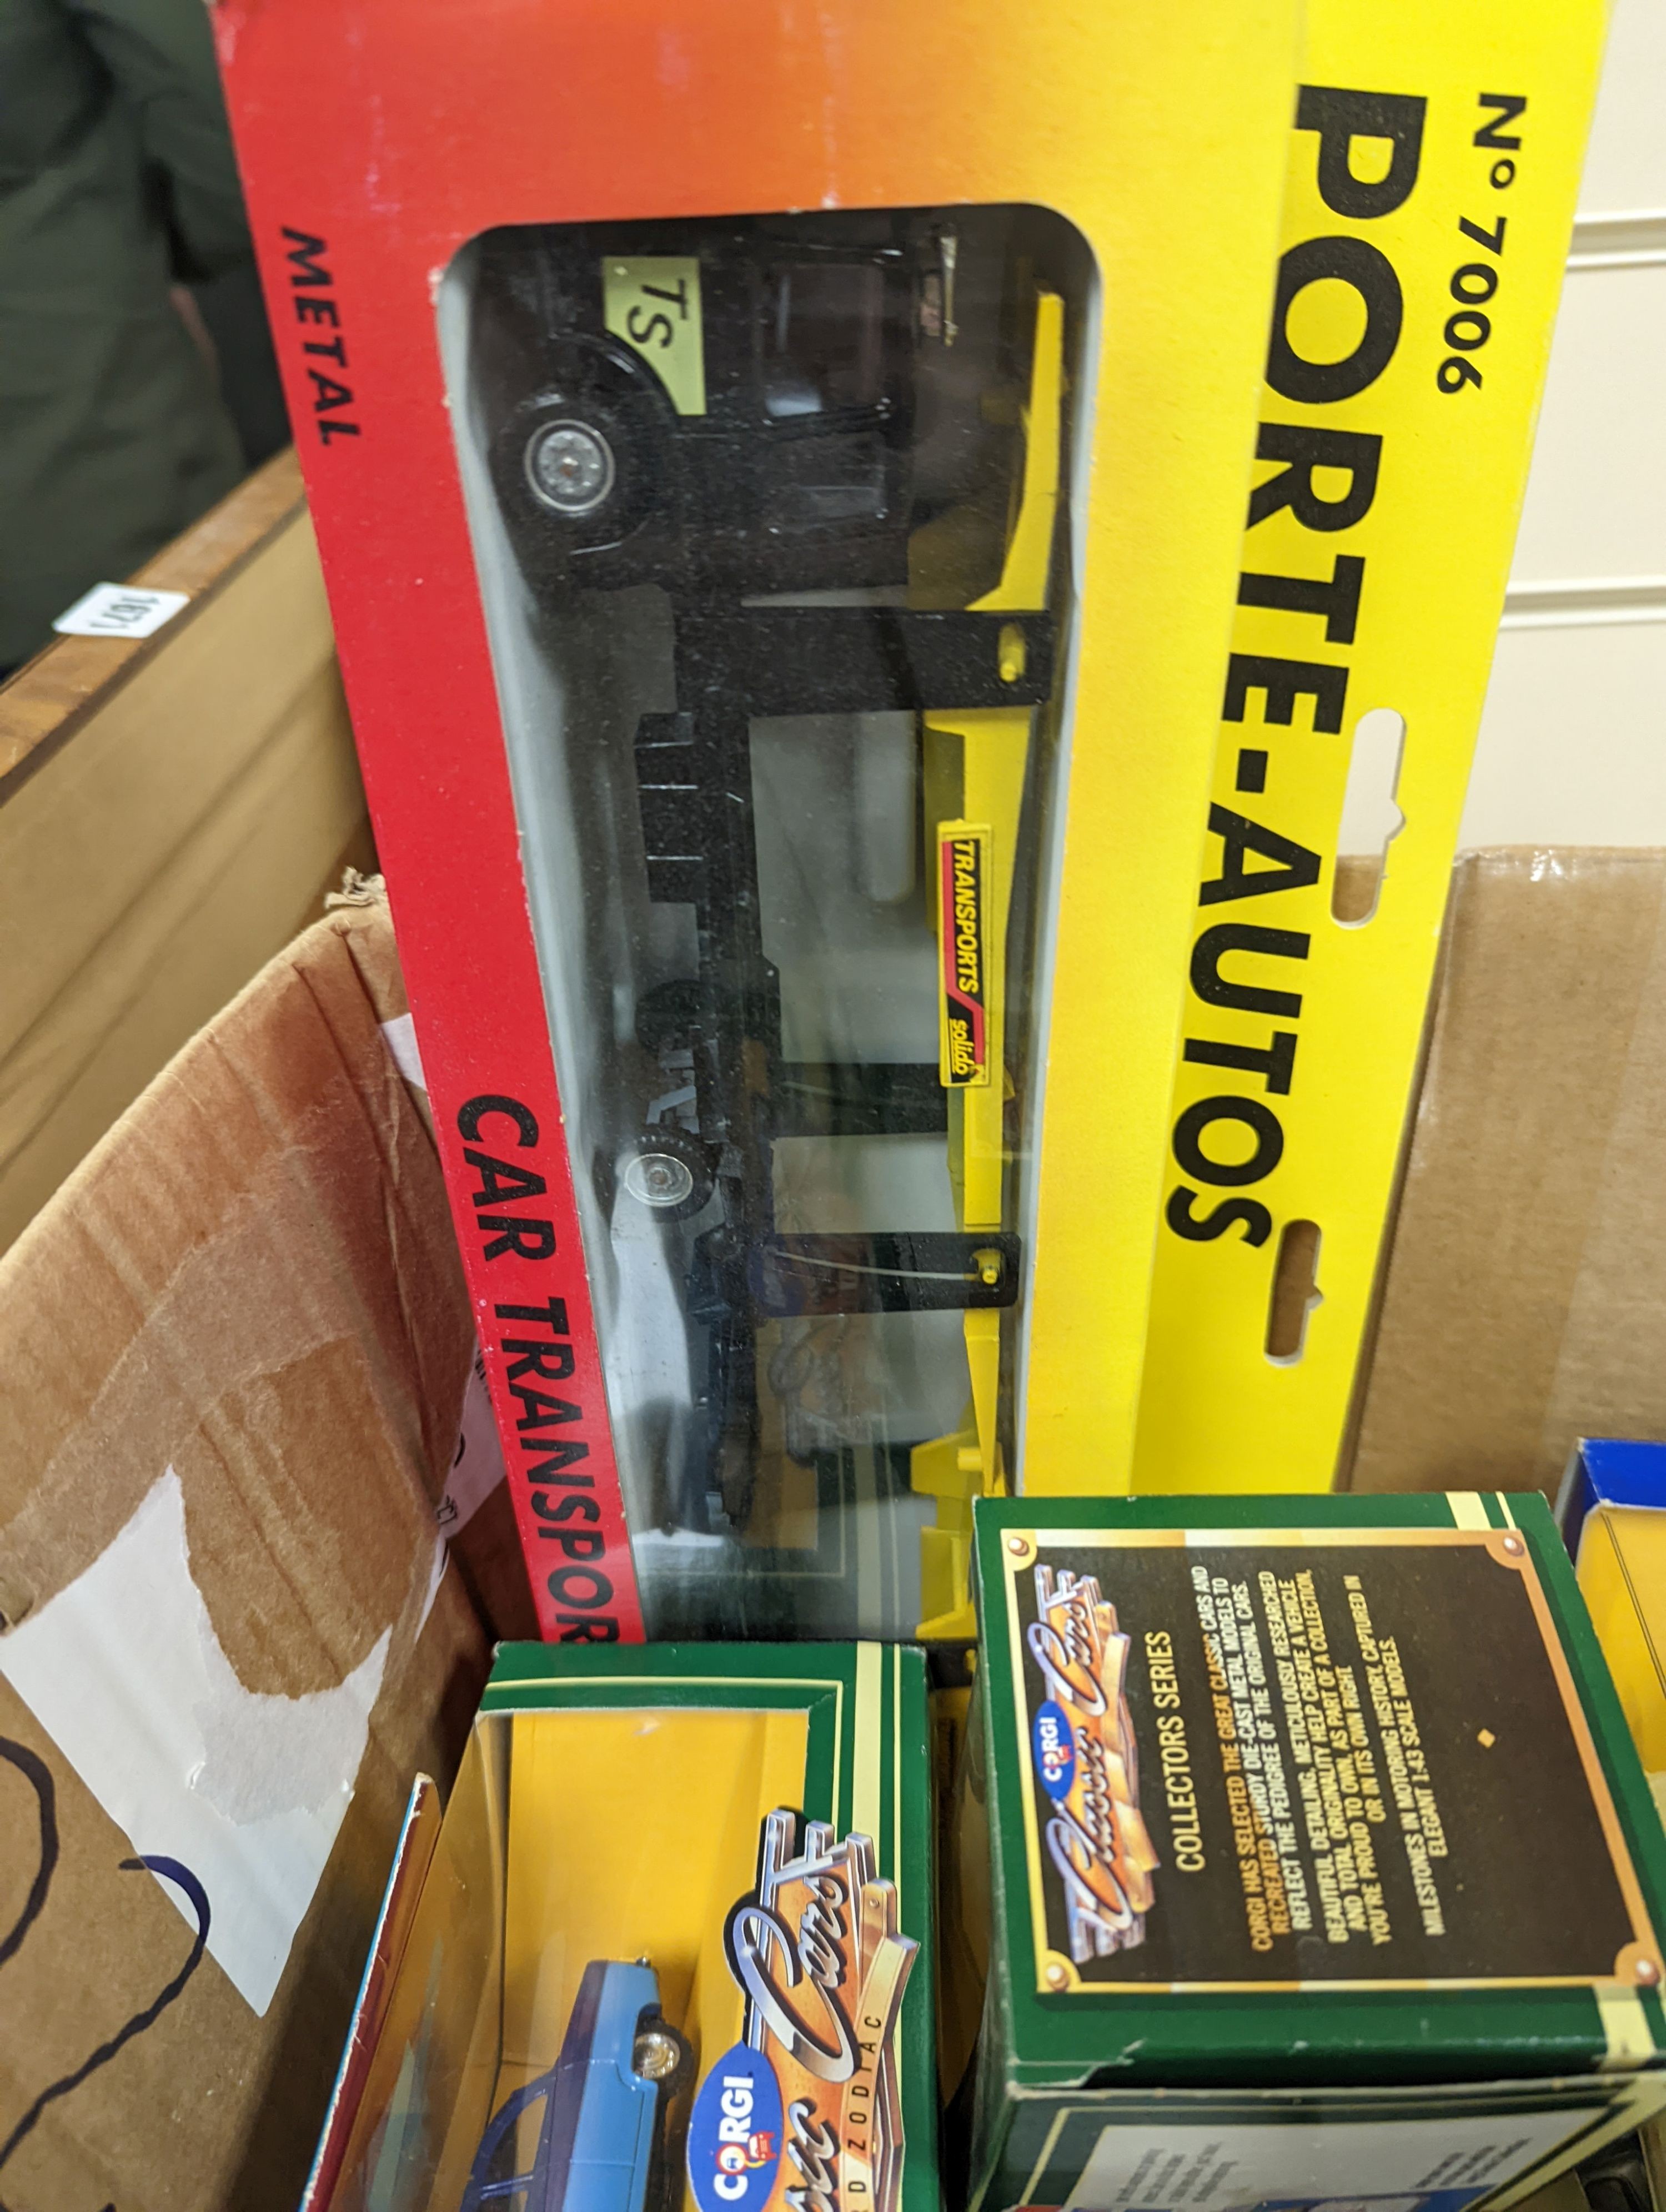 Nº 7006
PORTE-AUTOS
METAL
CAR TRANSPOR
TS
TRANSPORTS
solido
1671
CORGI
Classic Cars
COLLECTORS SERIES
CORGI HAS SELECTED THE GREAT CLASSIC CARS AND
RECREATED STURDY DIE-CAST METAL MODELS TO
REFLECT THE PEDIGREE OF THE ORIGINAL CARS.
BEAUTIFUL DETAILING, METICULOUSLY RESEARCHED
AND TOTAL ORIGINALITY HELP CREATE A VEHICLE
YOU'RE PROUD TO OWN, AS PART OF A COLLECTION,
OR IN ITS OWN RIGHT
MILESTONES IN MOTORING HISTORY, CAPTURED IN
ELEGANT 1:43 SCALE MODELS.
CORGI
ssic Cars
RD ZODIAC